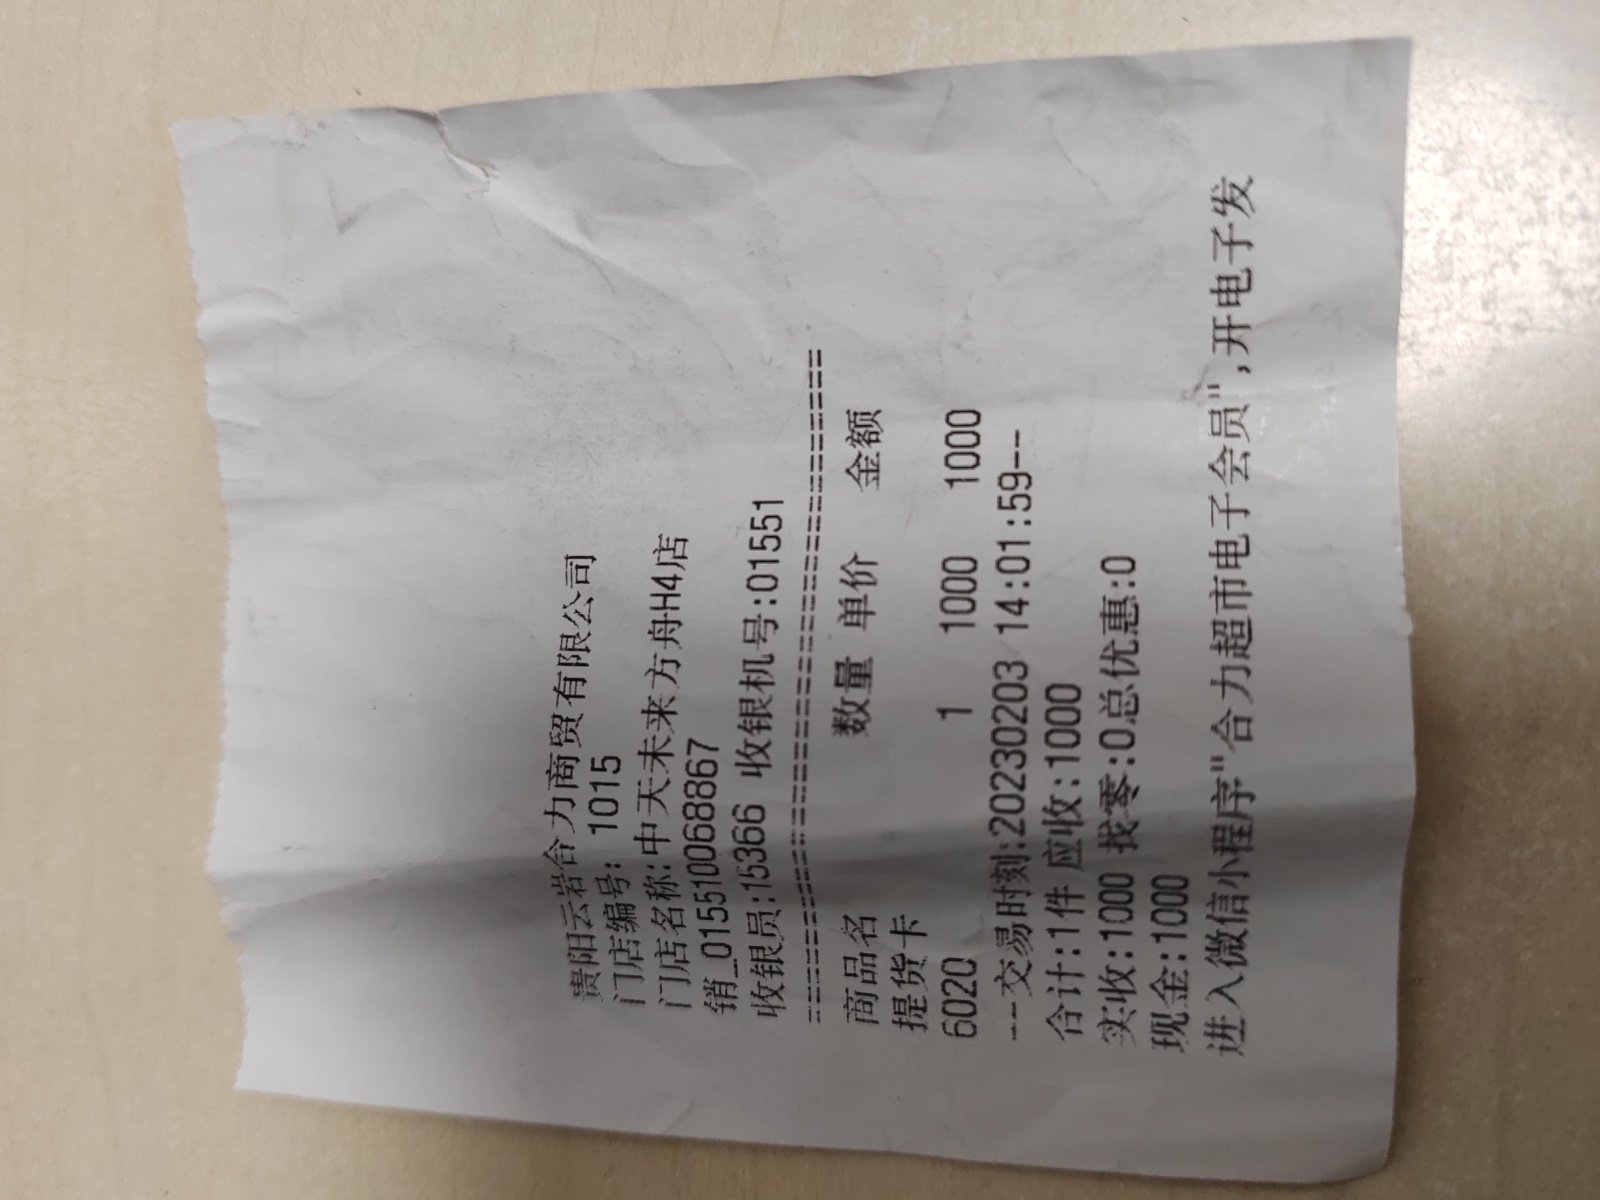 贵阳云岩合力商贸有限公司
门店编号: 1015
门店名称:中天未来方舟H4店
销_0155100068867
收银员:15366 收银机号:01551
========================================
商品名 数量 单价 金额
提货卡
6020 1 1000 1000
--交易时刻:20230203 14:01:59--
合计:1件 应收:1000
实收:1000 找零:0总优惠:0
现金:1000
进入微信小程序"合力超市电子会员",开电子发